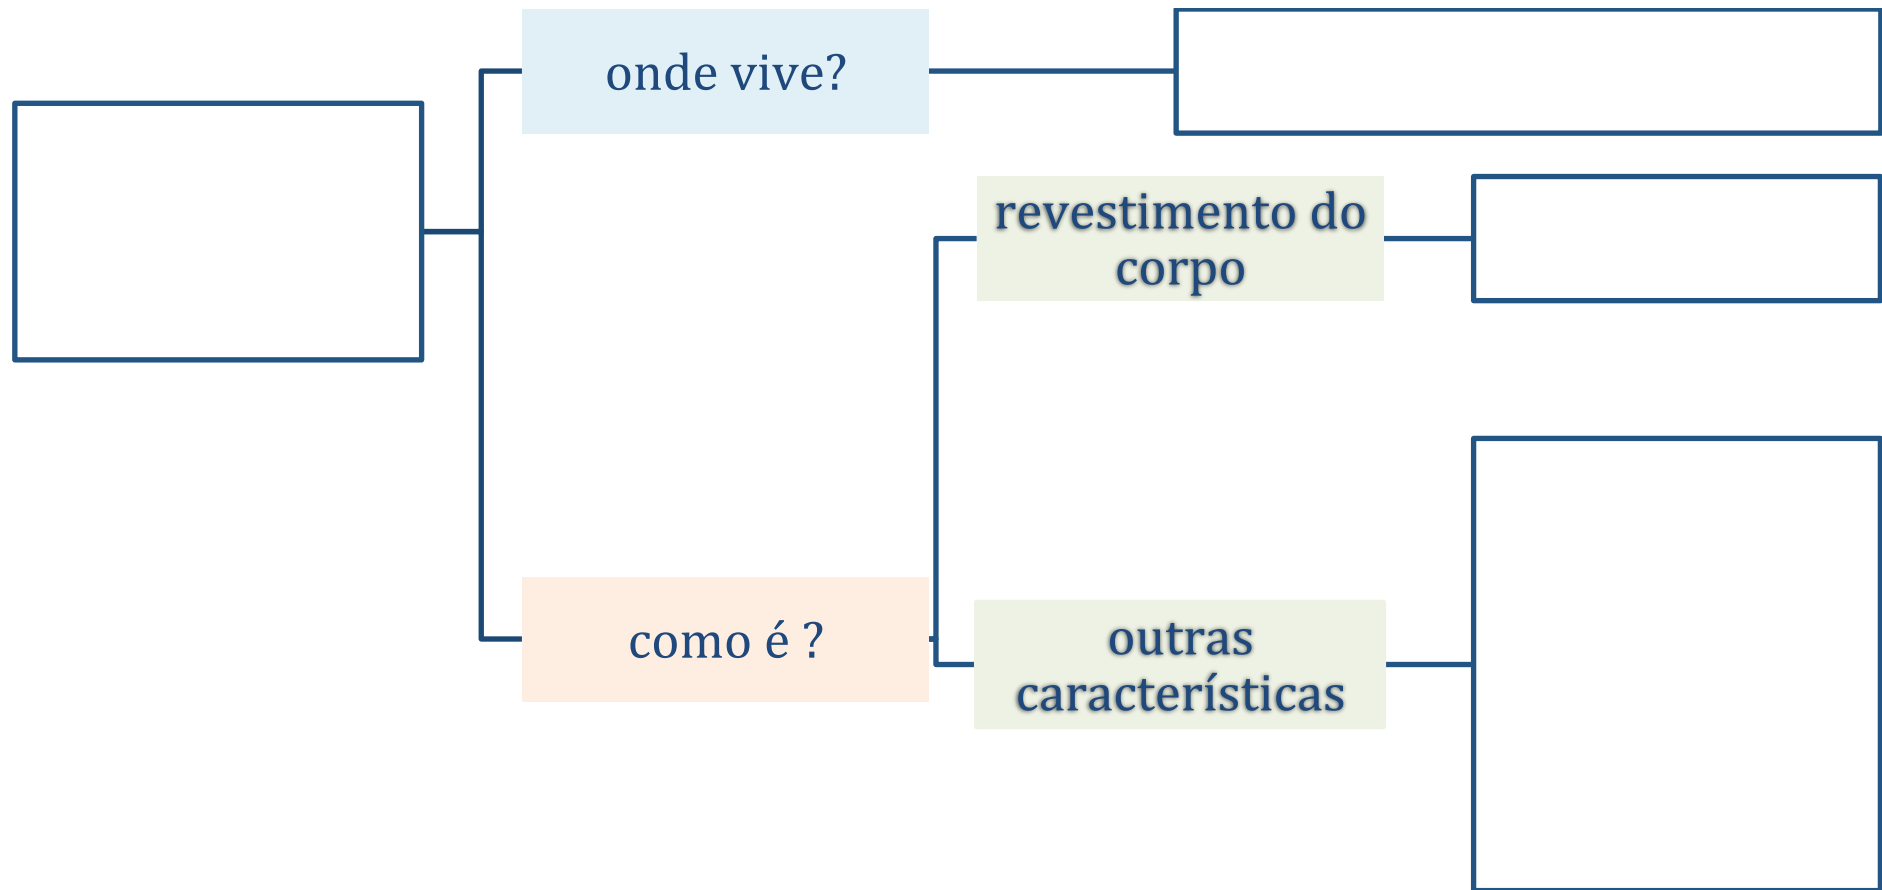 onde vive?
revestimento do
corpo
como é ?
outras
características